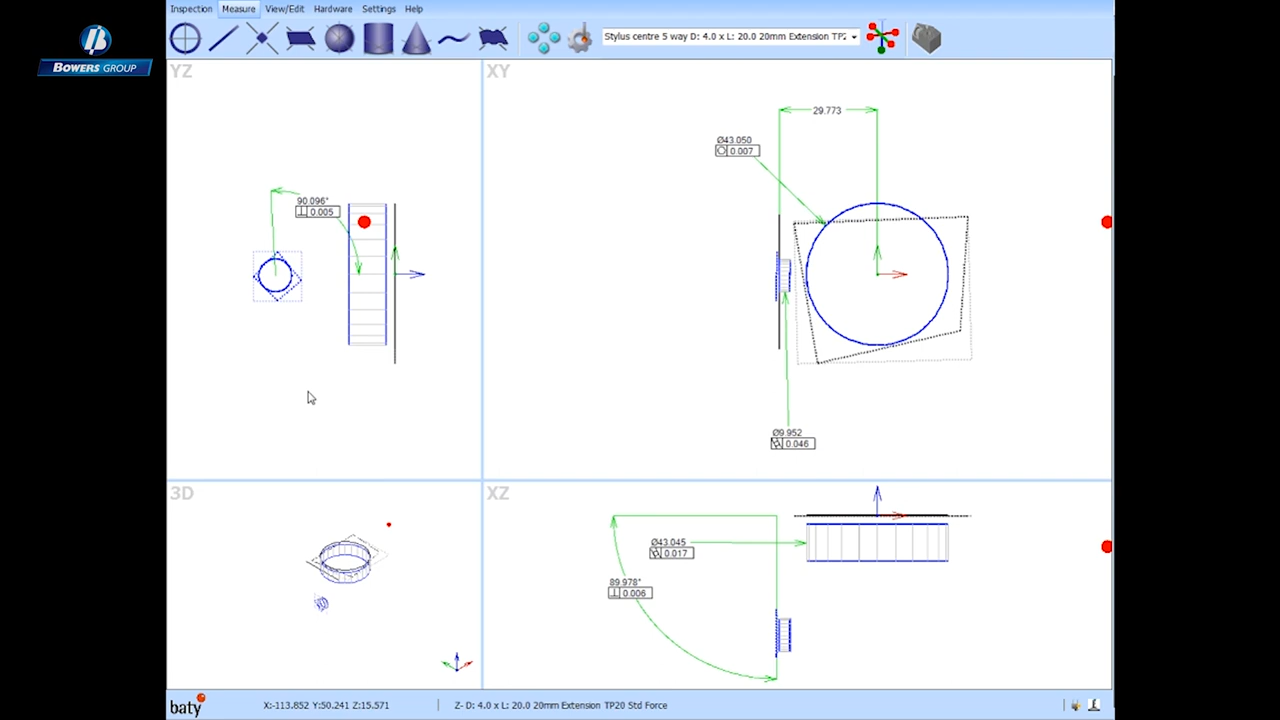 BOWERS GROUP
Inspection Measure View/Edit Hardware Settings Help
Stylus centre 5 way D: 4.0 x L: 20.0 20mm Extension TP2
YZ
XY
29.773
Ø43.050
0.007
90.096°
0.005
Ø9.952
0.046
3D
XZ
Ø43.045
0.017
89.978°
0.006
baty
X:-113.852 Y:50.241 Z:15.571
Z- D: 4.0 x L: 20.0 20mm Extension TP20 Std Force